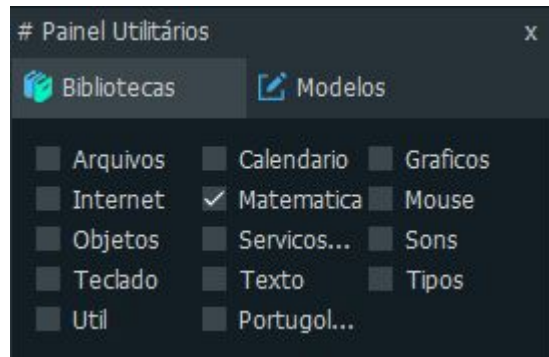 # Painel Utilitários x
Bibliotecas Modelos
Arquivos Calendario Graficos
Internet Matematica Mouse
Objetos Servicos... Sons
Teclado Texto Tipos
Util Portugol...